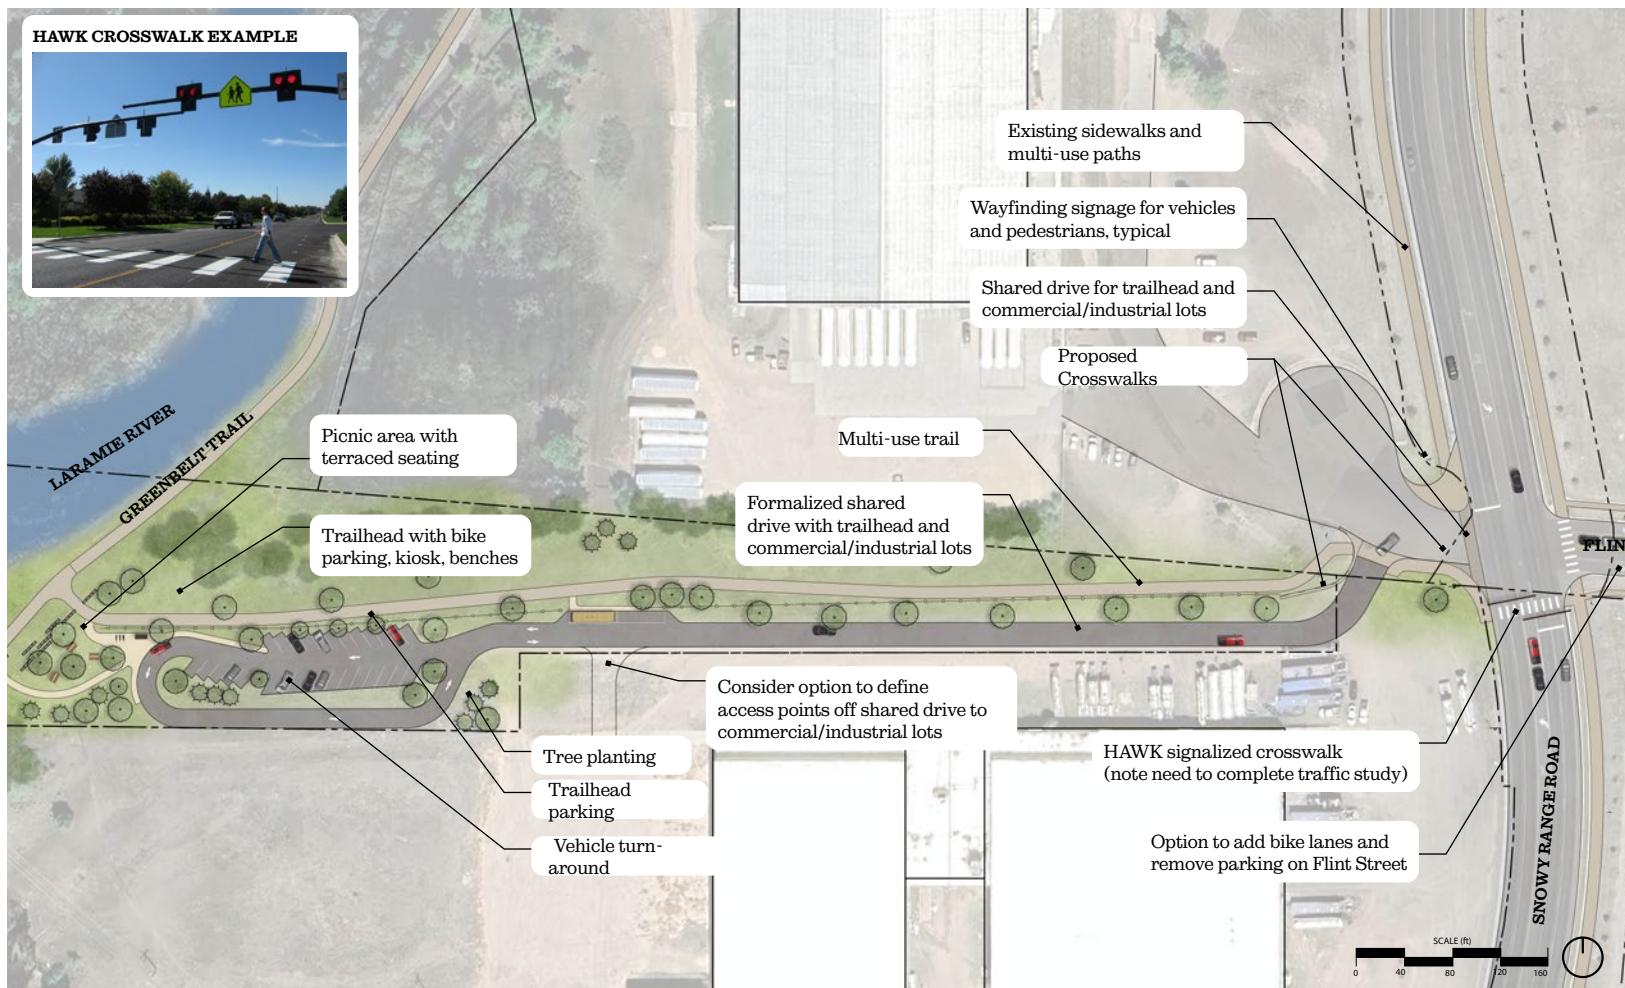 HAWK CROSSWALK EXAMPLE
Existing sidewalks and
multi-use paths
Wayfinding signage for vehicles
and pedestrians, typical
Shared drive for trailhead and
commercial/industrial lots
Proposed
Crosswalks
LARAMIE RIVER
GREENBELT TRAIL
Picnic area with
terraced seating
Multi-use trail
Formalized shared
drive with trailhead and
commercial/industrial lots
Trailhead with bike
parking, kiosk, benches
FLIN
Consider option to define
access points off shared drive to
commercial/industrial lots
Tree planting
Trailhead
parking
Vehicle turn-
around
HAWK signalized crosswalk
(note need to complete traffic study)
Option to add bike lanes and
remove parking on Flint Street
SNOWY RANGE ROAD
SCALE (ft)
0 40 80 120 160